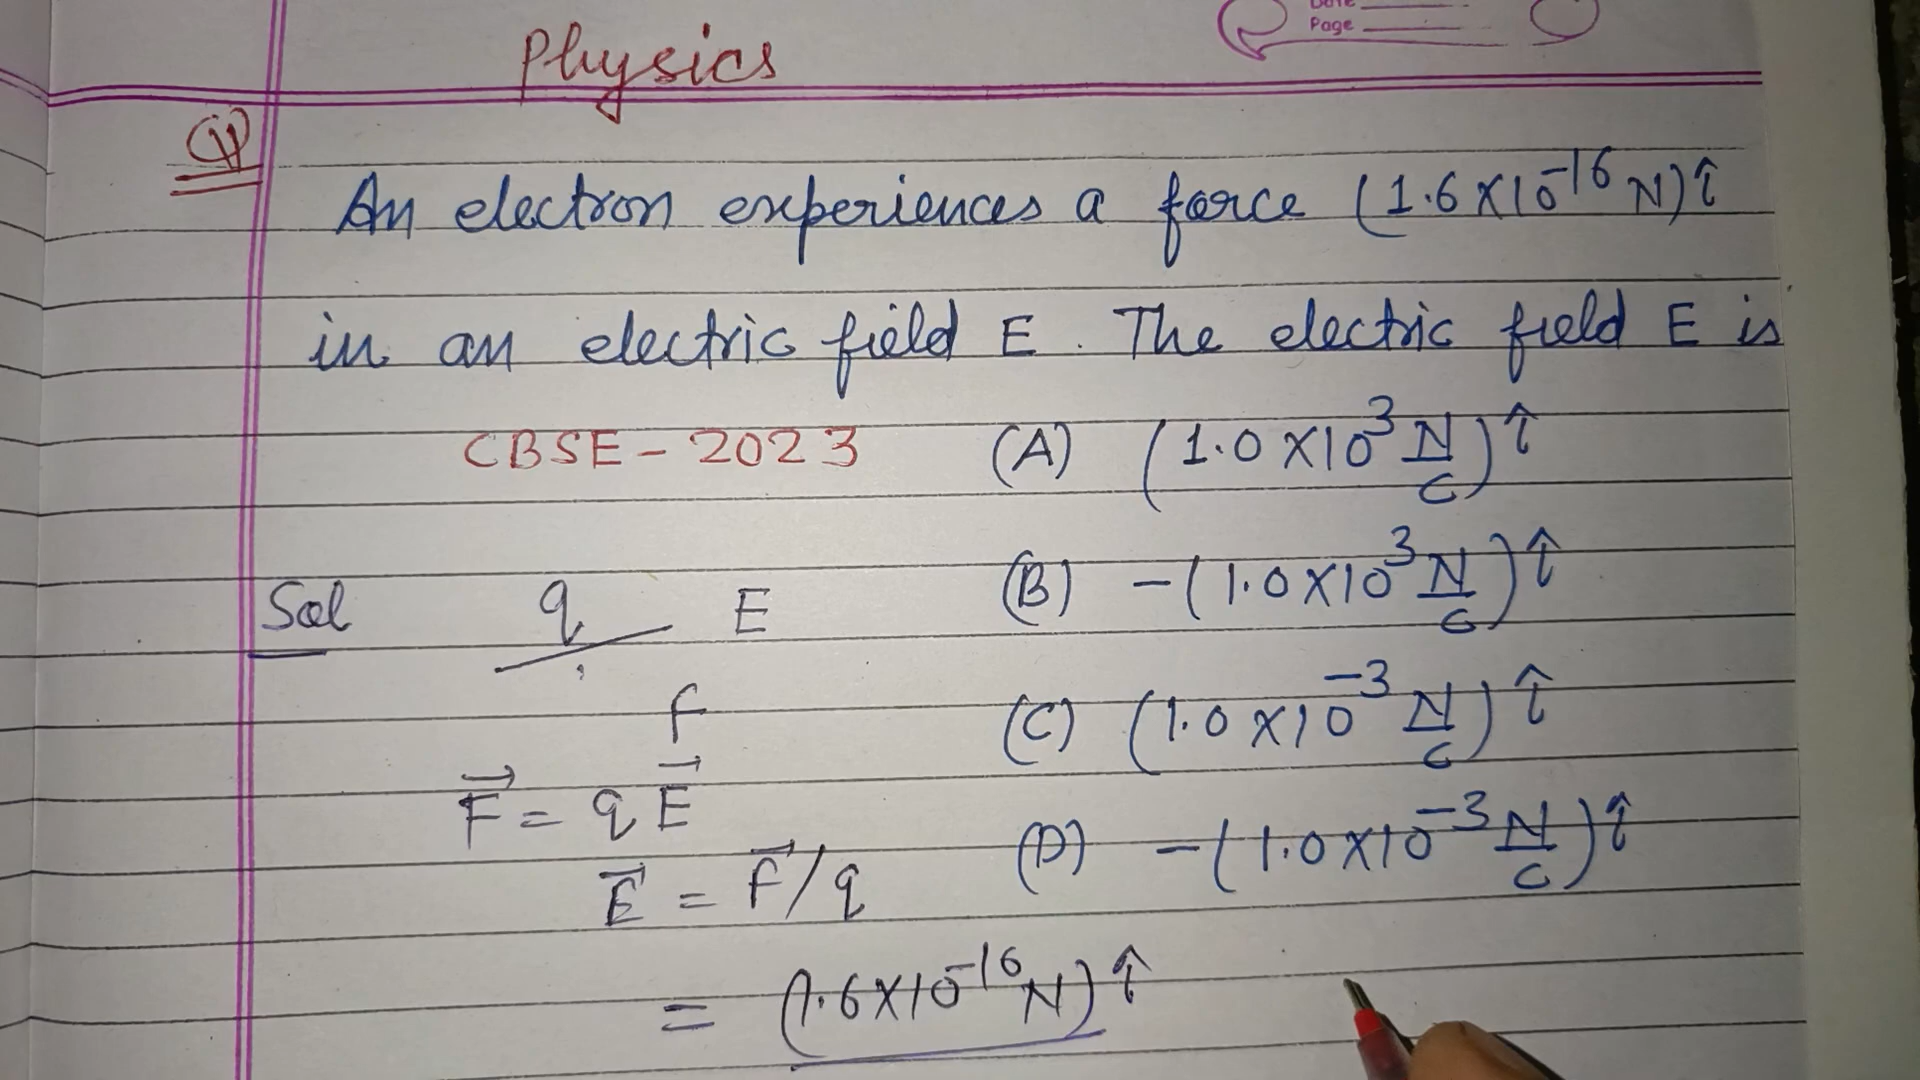 Date
Page
Physics
Q
An electron experiences a force (1.6×10⁻¹⁶ N) î
in an electric field E. The electric field E is
CBSE - 2023 (A) (1.0 ×10³ N/C) î
(B) -(1.0×10³ N/C) î
Sol q E
(C) (1.0 ×10⁻³ N/C) î
F
F⃗ = q E⃗
(D) -(1.0×10⁻³ N/C) î
E⃗ = F⃗/q
= (1.6×10⁻¹⁶ N) î